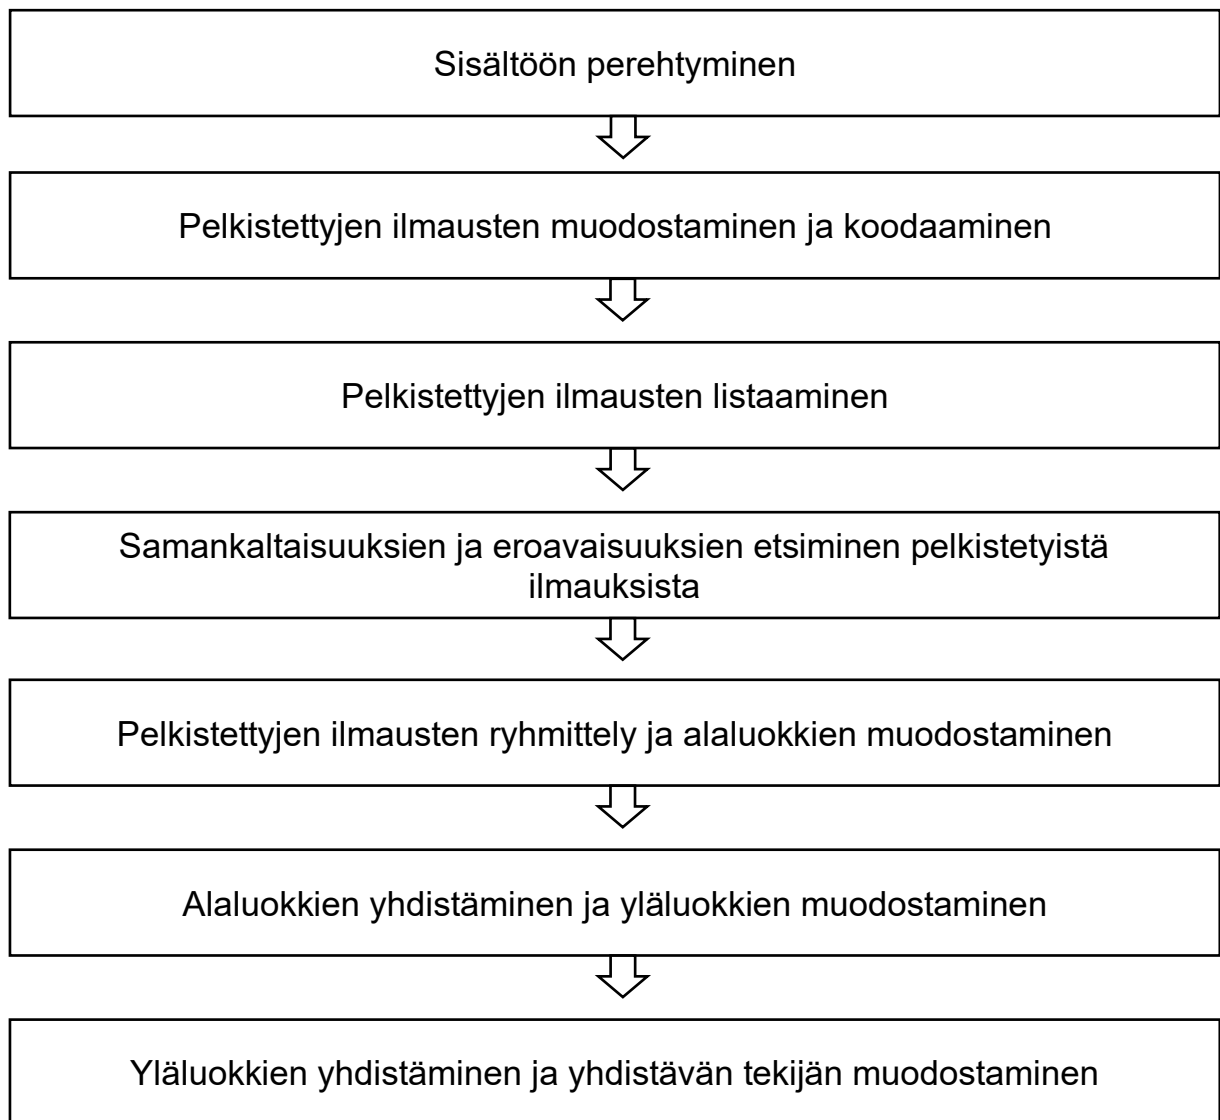 Sisältöön perehtyminen
Pelkistettyjen ilmausten muodostaminen ja koodaaminen
Pelkistettyjen ilmausten listaaminen
Samankaltaisuuksien ja eroavaisuuksien etsiminen pelkistetyistä
ilmauksista
Pelkistettyjen ilmausten ryhmittely ja alaluokkien muodostaminen
Alaluokkien yhdistäminen ja yläluokkien muodostaminen
Yläluokkien yhdistäminen ja yhdistävän tekijän muodostaminen